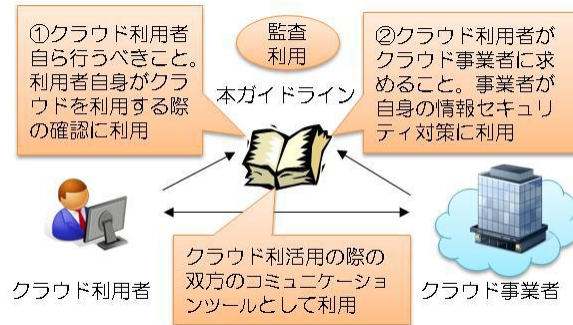 ①クラウド利用者
自ら行うべきこと。
利用者自身がクラ
ウドを利用する際
の確認に利用
監査
利用
本ガイドライン
②クラウド利用者が
クラウド事業者に求
めること。事業者が
自身の情報セキュリ
ティ対策に利用
クラウド利活用の際の
双方のコミュニケーショ
ンツールとして利用
クラウド利用者
クラウド事業者